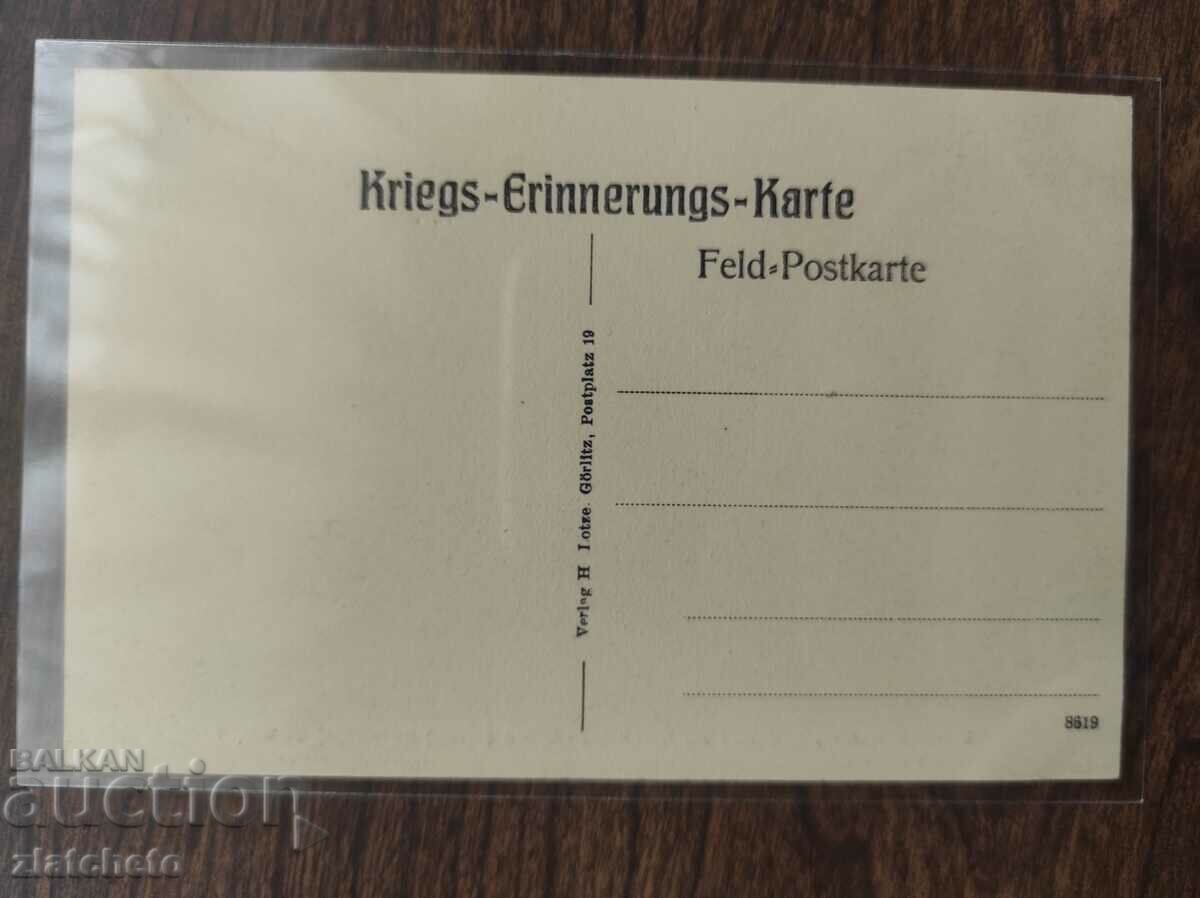 Kriegs-Erinnerungs-Karte
Feld-Postkarte
Verlag H Lotze. Görlitz, Postplatz 19
8619
BALKAN
auction
zlatcheto